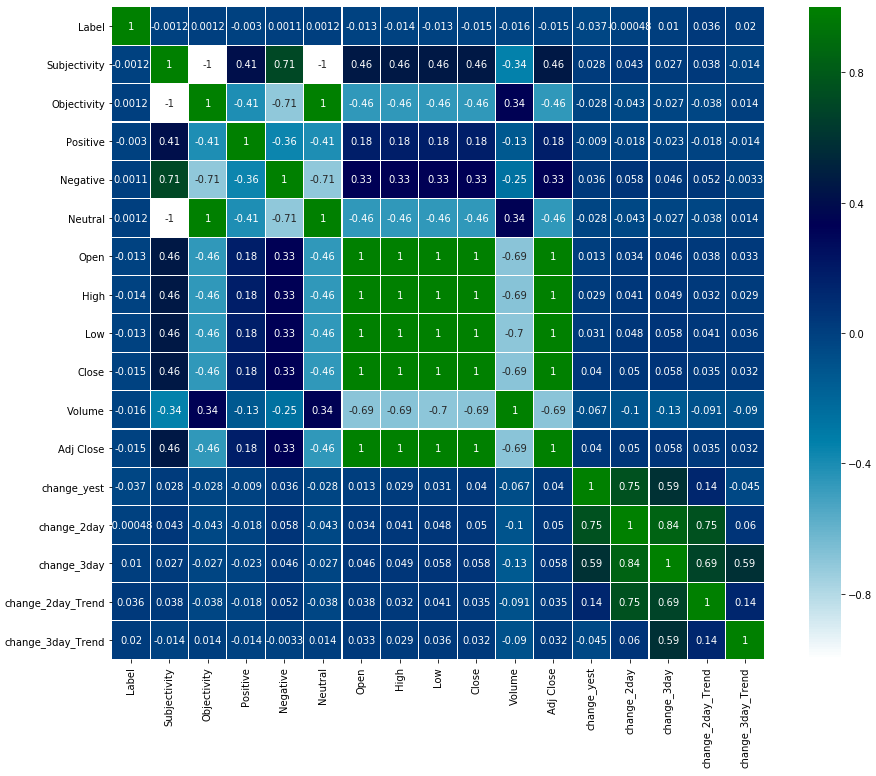 Label 1 -0.0012 0.0012 -0.003 0.0011 0.0012 -0.013 -0.014 -0.013 -0.015 -0.016 -0.015 -0.037 -0.00048 0.01 0.036 0.02
Subjectivity -0.0012 1 -1 0.41 0.71 -1 0.46 0.46 0.46 0.46 -0.34 0.46 0.028 0.043 0.027 0.038 -0.014
0.8
Objectivity 0.0012 -1 1 -0.41 -0.71 1 -0.46 -0.46 -0.46 -0.46 0.34 -0.46 -0.028 -0.043 -0.027 -0.038 0.014
Positive -0.003 0.41 -0.41 1 -0.36 -0.41 0.18 0.18 0.18 0.18 -0.13 0.18 -0.009 -0.018 -0.023 -0.018 -0.014
Negative 0.0011 0.71 -0.71 -0.36 1 -0.71 0.33 0.33 0.33 0.33 -0.25 0.33 0.036 0.058 0.046 0.052 -0.0033
0.4
Neutral 0.0012 -1 1 -0.41 -0.71 1 -0.46 -0.46 -0.46 -0.46 0.34 -0.46 -0.028 -0.043 -0.027 -0.038 0.014
Open -0.013 0.46 -0.46 0.18 0.33 -0.46 1 1 1 1 -0.69 1 0.013 0.034 0.046 0.038 0.033
High -0.014 0.46 -0.46 0.18 0.33 -0.46 1 1 1 1 -0.69 1 0.029 0.041 0.049 0.032 0.029
Low -0.013 0.46 -0.46 0.18 0.33 -0.46 1 1 1 1 -0.7 1 0.031 0.048 0.058 0.041 0.036
0.0
Close -0.015 0.46 -0.46 0.18 0.33 -0.46 1 1 1 1 -0.69 1 0.04 0.05 0.058 0.035 0.032
Volume -0.016 -0.34 0.34 -0.13 -0.25 0.34 -0.69 -0.69 -0.7 -0.69 1 -0.69 -0.067 -0.1 -0.13 -0.091 -0.09
Adj Close -0.015 0.46 -0.46 0.18 0.33 -0.46 1 1 1 1 -0.69 1 0.04 0.05 0.058 0.035 0.032
−0.4
change_yest -0.037 0.028 -0.028 -0.009 0.036 -0.028 0.013 0.029 0.031 0.04 -0.067 0.04 1 0.75 0.59 0.14 -0.045
change_2day -0.00048 0.043 -0.043 -0.018 0.058 -0.043 0.034 0.041 0.048 0.05 -0.1 0.05 0.75 1 0.84 0.75 0.06
change_3day 0.01 0.027 -0.027 -0.023 0.046 -0.027 0.046 0.049 0.058 0.058 -0.13 0.058 0.59 0.84 1 0.69 0.59
−0.8
change_2day_Trend 0.036 0.038 -0.038 -0.018 0.052 -0.038 0.038 0.032 0.041 0.035 -0.091 0.035 0.14 0.75 0.69 1 0.14
change_3day_Trend 0.02 -0.014 0.014 -0.014 -0.0033 0.014 0.033 0.029 0.036 0.032 -0.09 0.032 -0.045 0.06 0.59 0.14 1
Label
Subjectivity
Objectivity
Positive
Negative
Neutral
Open
High
Low
Close
Volume
Adj Close
change_yest
change_2day
change_3day
change_2day_Trend
change_3day_Trend